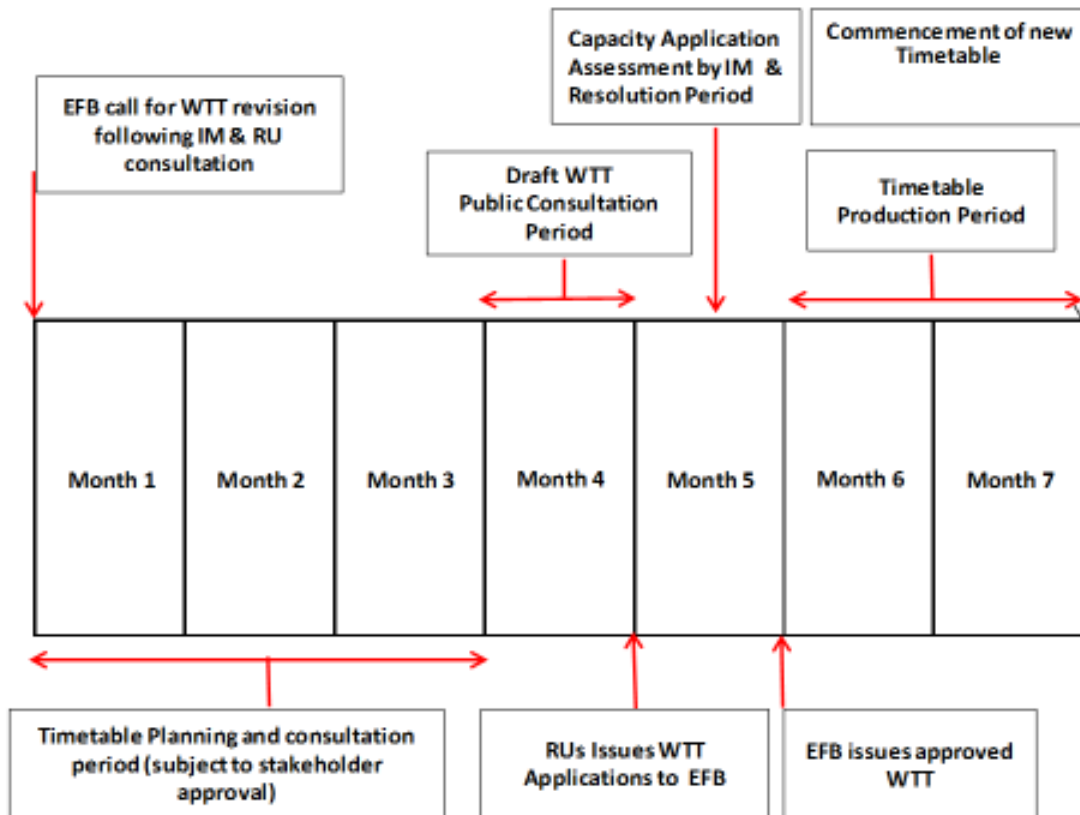 EFB call for WTT revision
following IM & RU
consultation
Capacity Application
Assessment by IM &
Resolution Period
Commencement of new
Timetable
Draft WTT
Public Consultation
Period
Timetable
Production Period
Month 1
Month 2
Month 3
Month 4
Month 5
Month 6
Month 7
Timetable Planning and consultation
period (subject to stakeholder
approval)
RUs Issues WTT
Applications to EFB
EFB issues approved
WTT